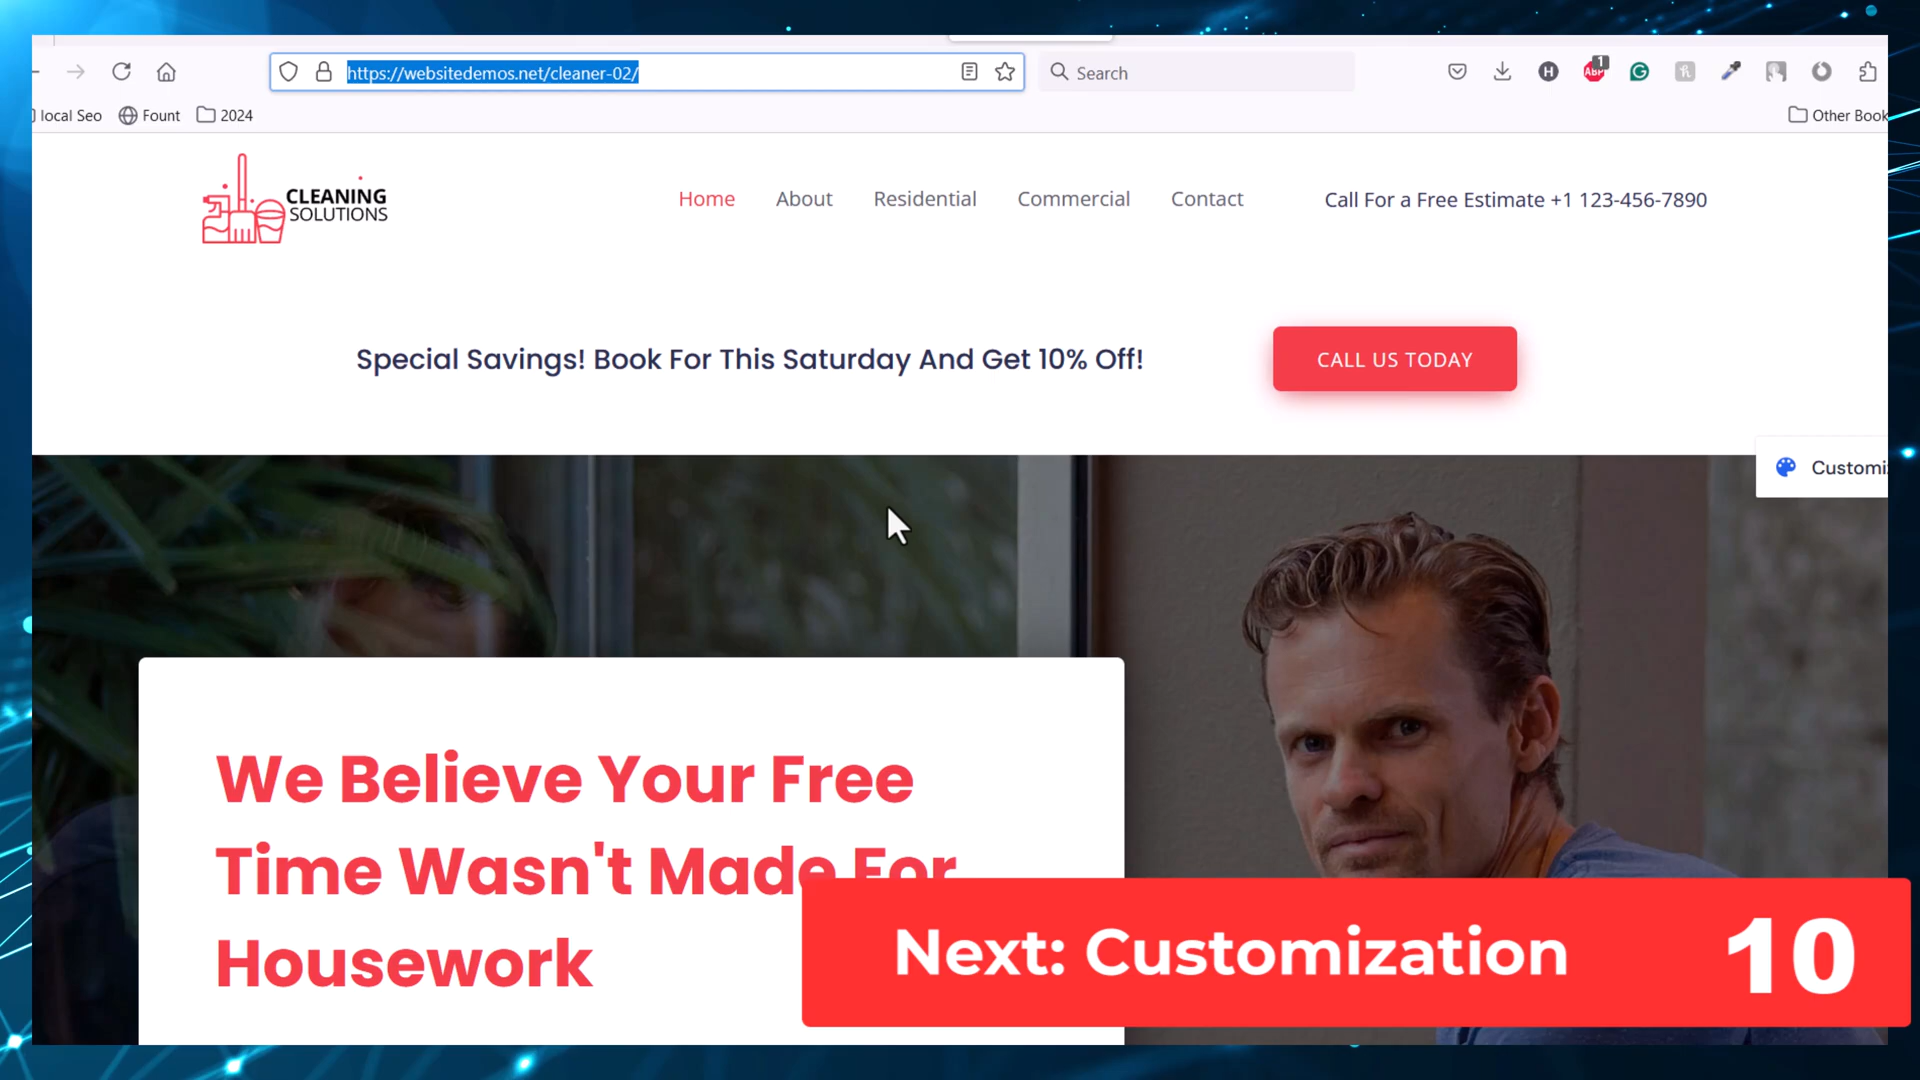 https://websitedemos.net/cleaner-02/
Search
1
H
ABP
local Seo
Fount
2024
Other Book
CLEANING
SOLUTIONS
Home
About
Residential
Commercial
Contact
Call For a Free Estimate +1 123-456-7890
Special Savings! Book For This Saturday And Get 10% Off!
CALL US TODAY
Customi
We Believe Your Free
Time Wasn't Made For
Housework
Next: Customization
10